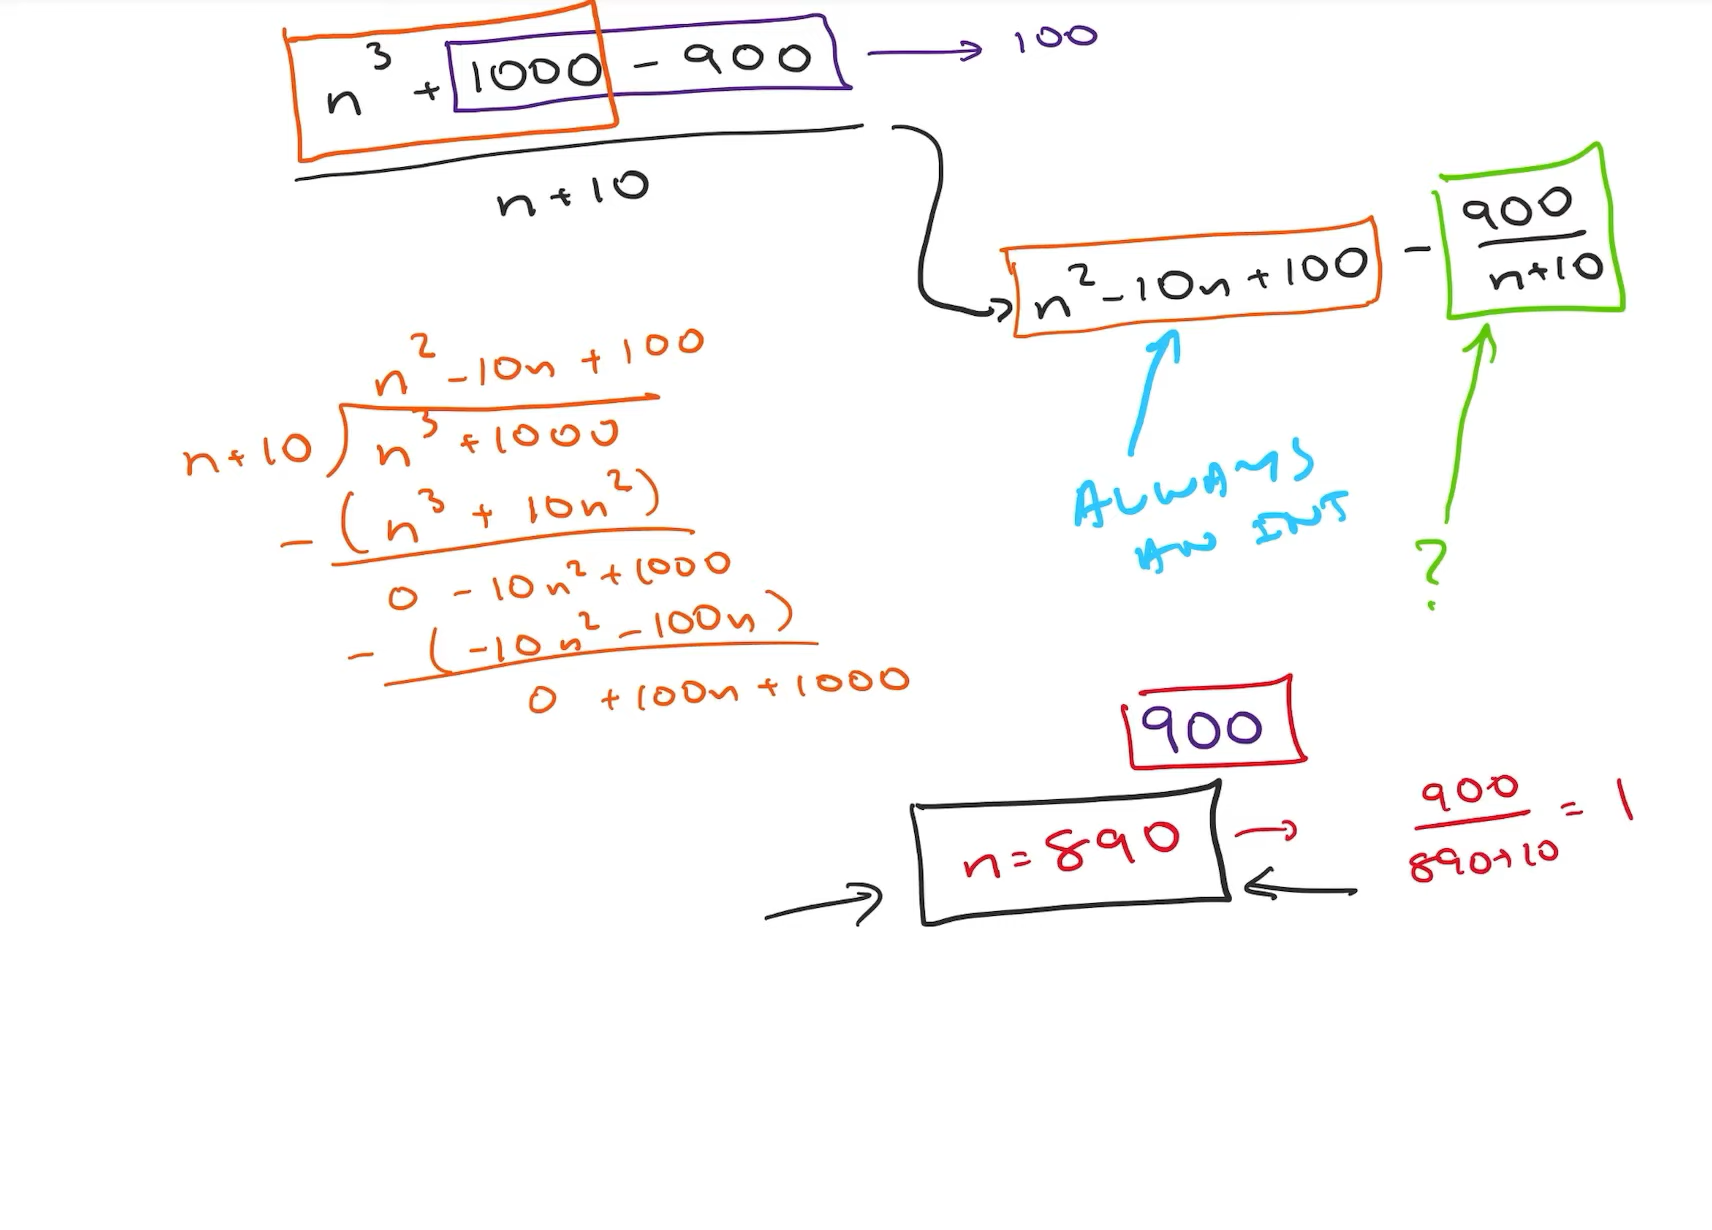 n³ + 1000 - 900 → 100
n+10
n² - 10n + 100 - 900
n+10
n² - 10n + 100
n+10 ) n³ + 1000
- (n³ + 10n²)
0 - 10n² + 1000
- (-10n² - 100n)
0 + 100n + 1000
ALWAYS
AN INT
?
900
n = 890 → 900 = 1
890+10